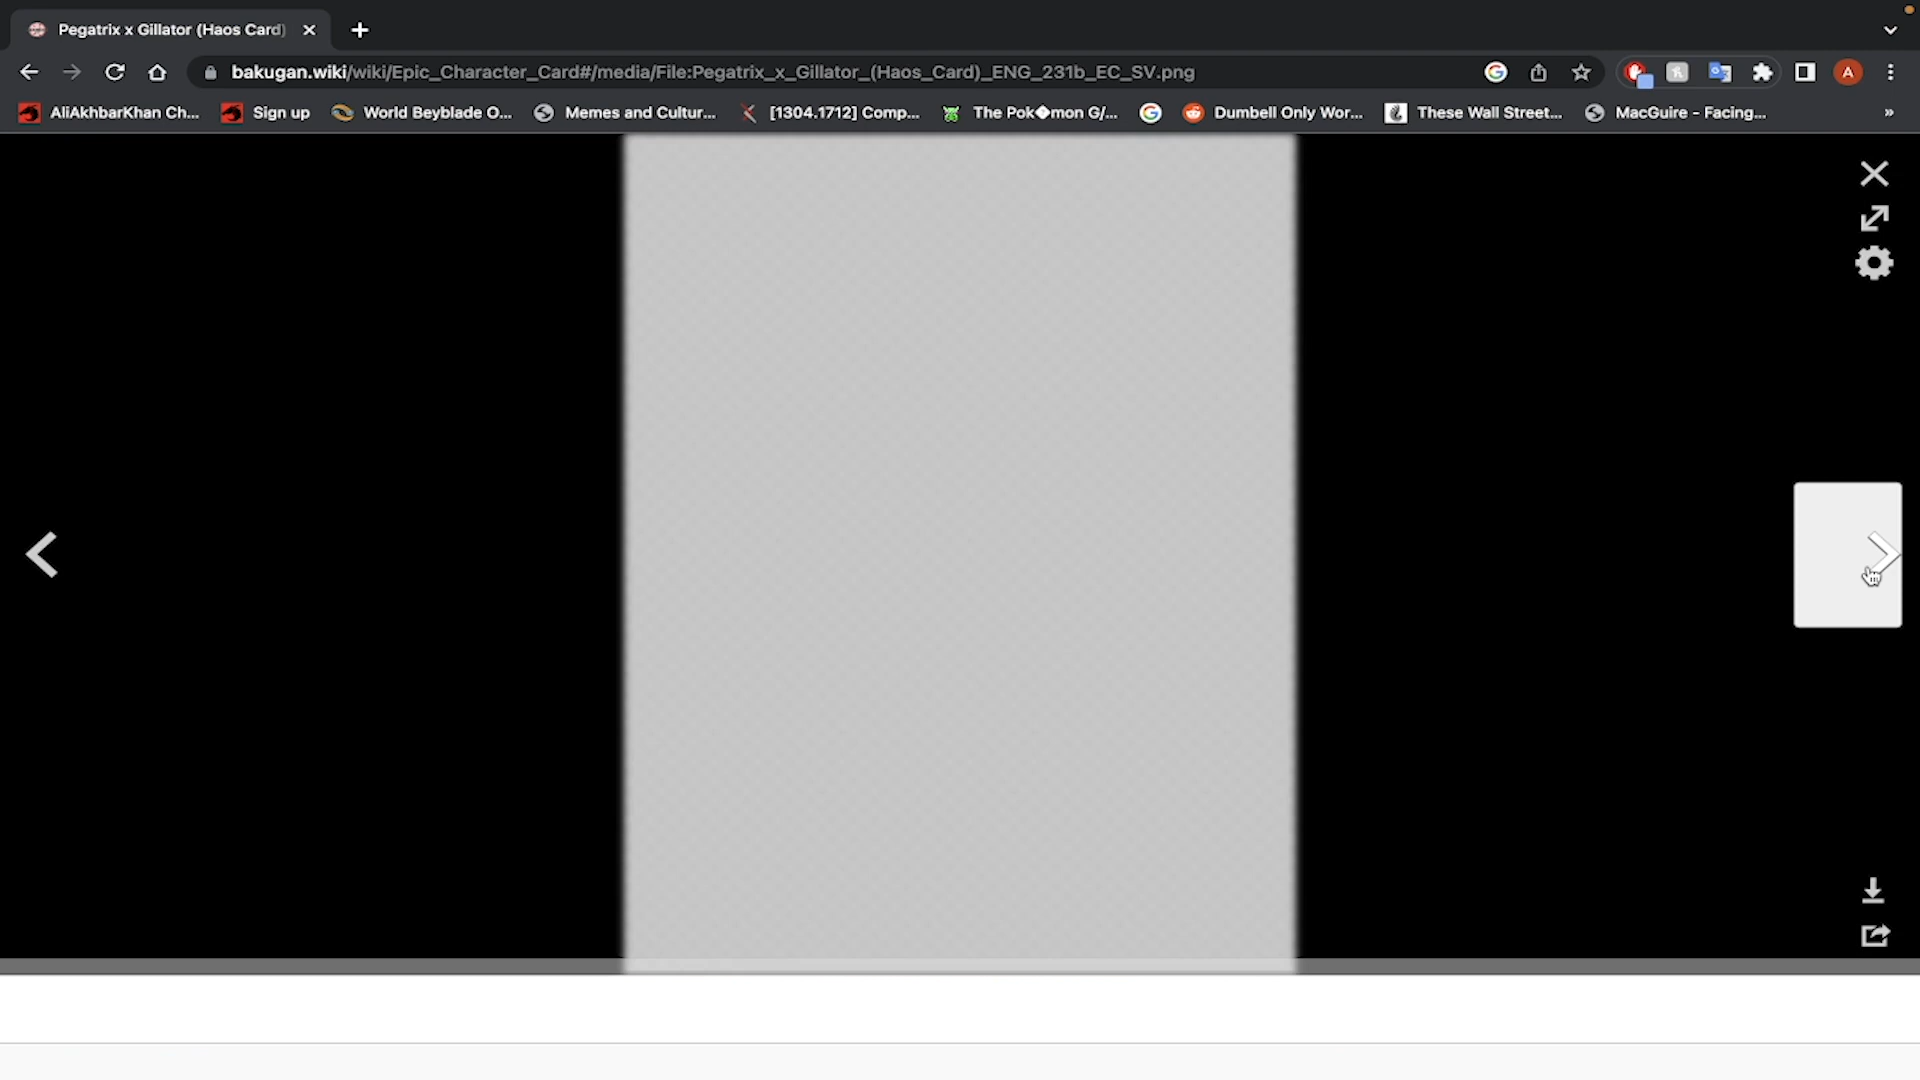 Pegatrix x Gillator (Haos Card)
bakugan.wiki/wiki/Epic_Character_Card#/media/File:Pegatrix_x_Gillator_(Haos_Card)_ENG_231b_EC_SV.png
A
AliAkhbarKhan Ch... Sign up World Beyblade O... Memes and Cultur... [1304.1712] Comp... The Pok�mon G/... Dumbell Only Wor... These Wall Street... MacGuire - Facing... »